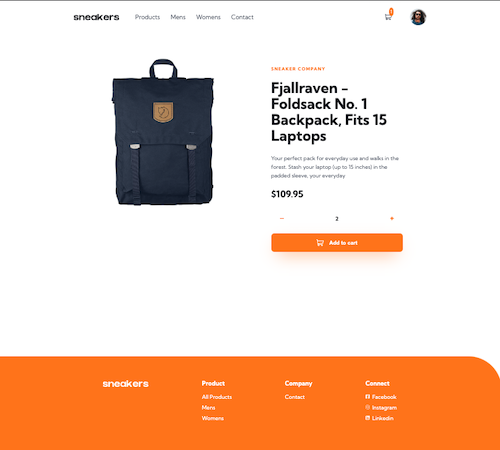 sneakers Products Mens Womens Contact
SNEAKER COMPANY
Fjallraven -
Foldsack No. 1
Backpack, Fits 15
Laptops
Your perfect pack for everyday use and walks in the
forest. Stash your laptop (up to 15 inches) in the
padded sleeve, your everyday
$109.95
− 2 +
Add to cart
sneakers Product Company Connect
All Products Contact Facebook
Mens Instagram
Womens Linkedin